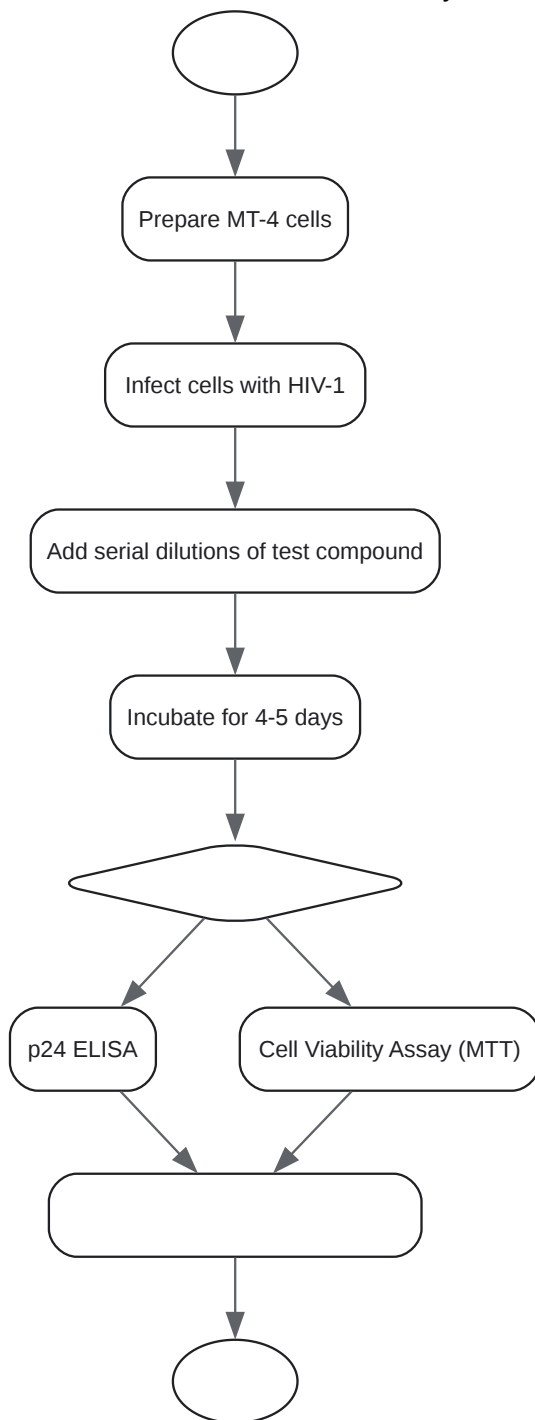 Prepare MT-4 cells
Infect cells with HIV-1
Add serial dilutions of test compound
Incubate for 4-5 days
p24 ELISA
Cell Viability Assay (MTT)